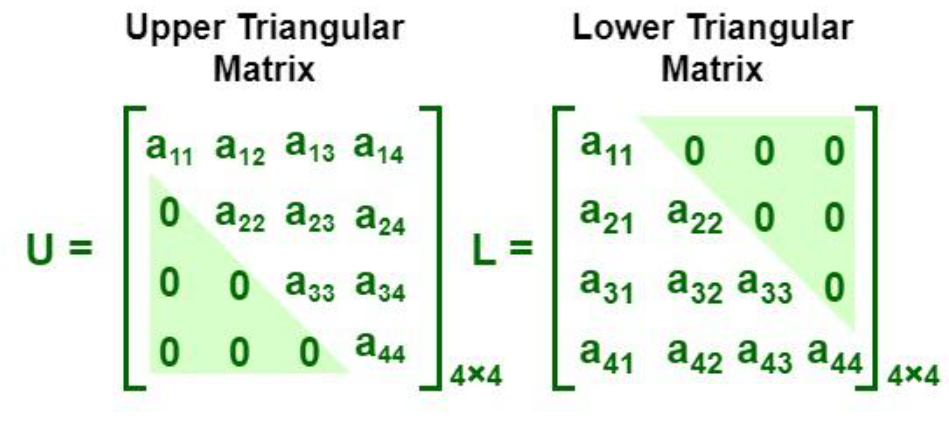 Upper Triangular
Matrix
U =
a₁₁ a₁₂ a₁₃ a₁₄
0 a₂₂ a₂₃ a₂₄
0 0 a₃₃ a₃₄
0 0 0 a₄₄
4×4
Lower Triangular
Matrix
L =
a₁₁ 0 0 0
a₂₁ a₂₂ 0 0
a₃₁ a₃₂ a₃₃ 0
a₄₁ a₄₂ a₄₃ a₄₄
4×4